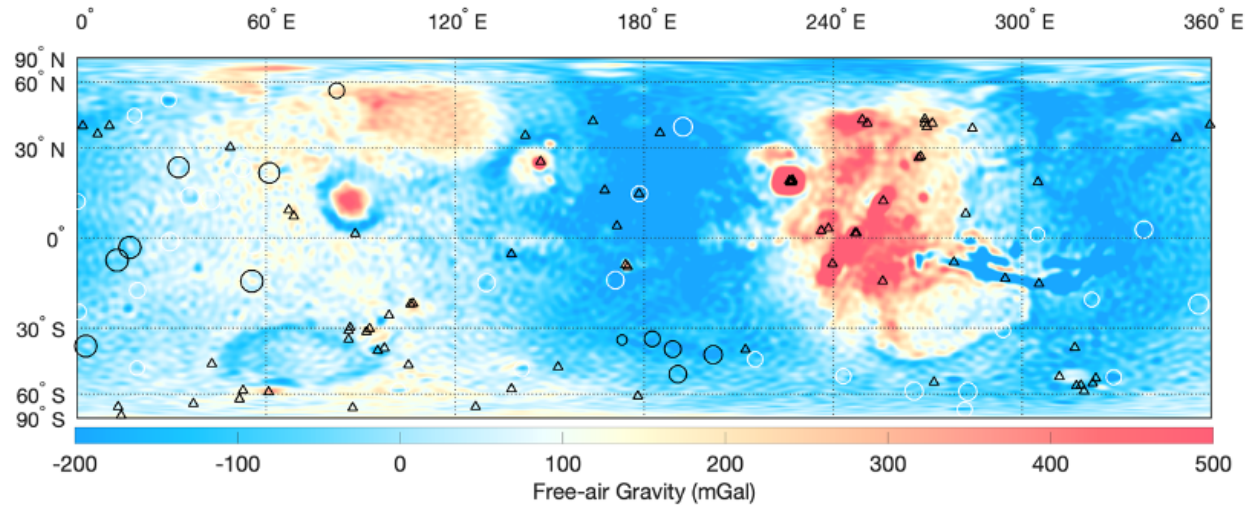 0° 60° E 120° E 180° E 240° E 300° E 360° E
90° N
60° N
30° N
0°
30° S
60° S
90° S
-200 -100 0 100 200 300 400 500
Free-air Gravity (mGal)